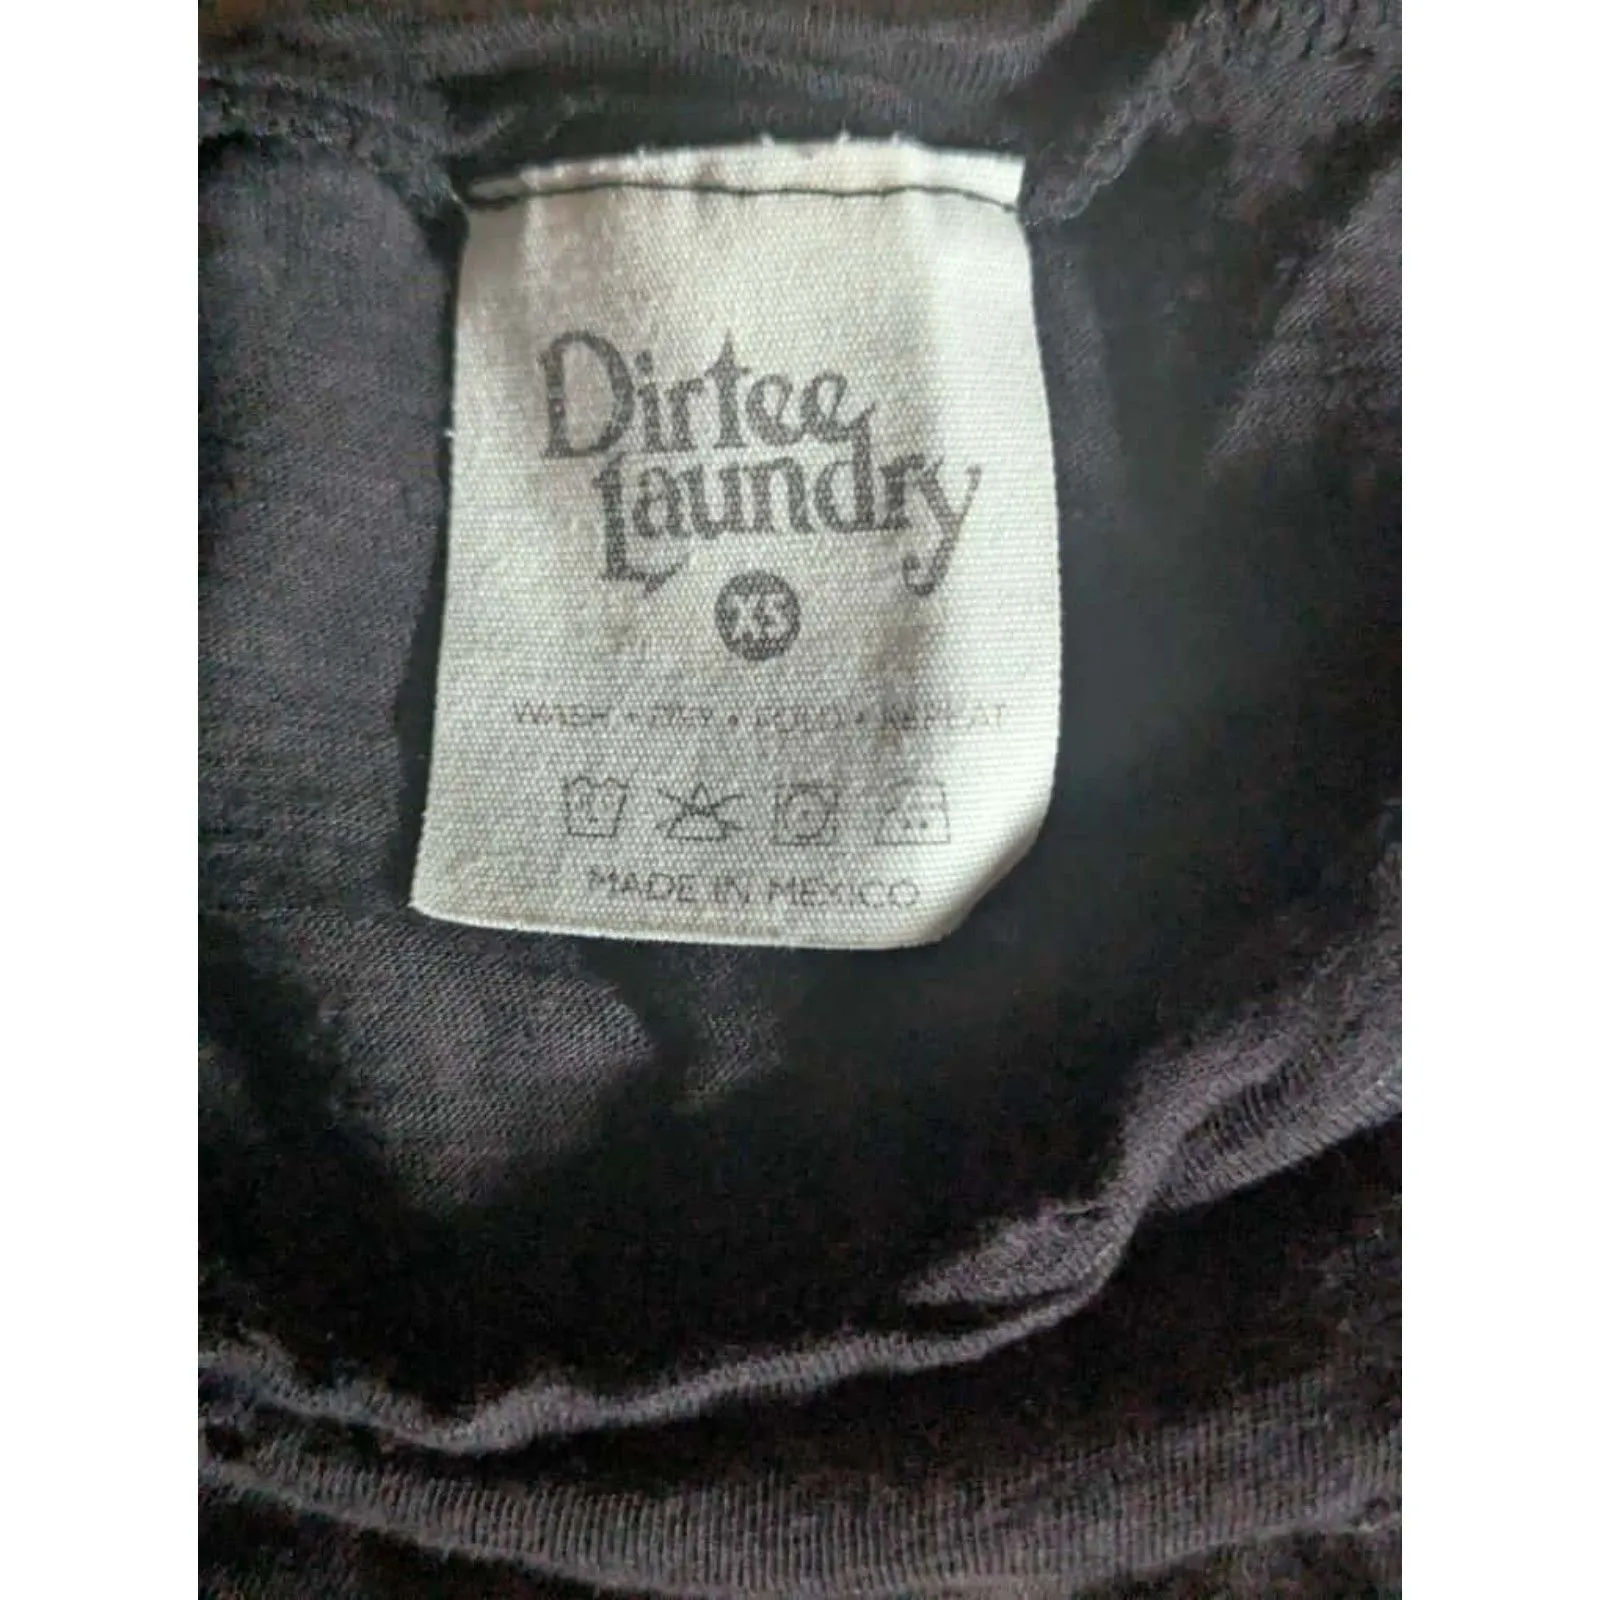 Dirtee
Laundry
XS
WASH • DRY • FOLD • REPEAT
MADE IN MEXICO